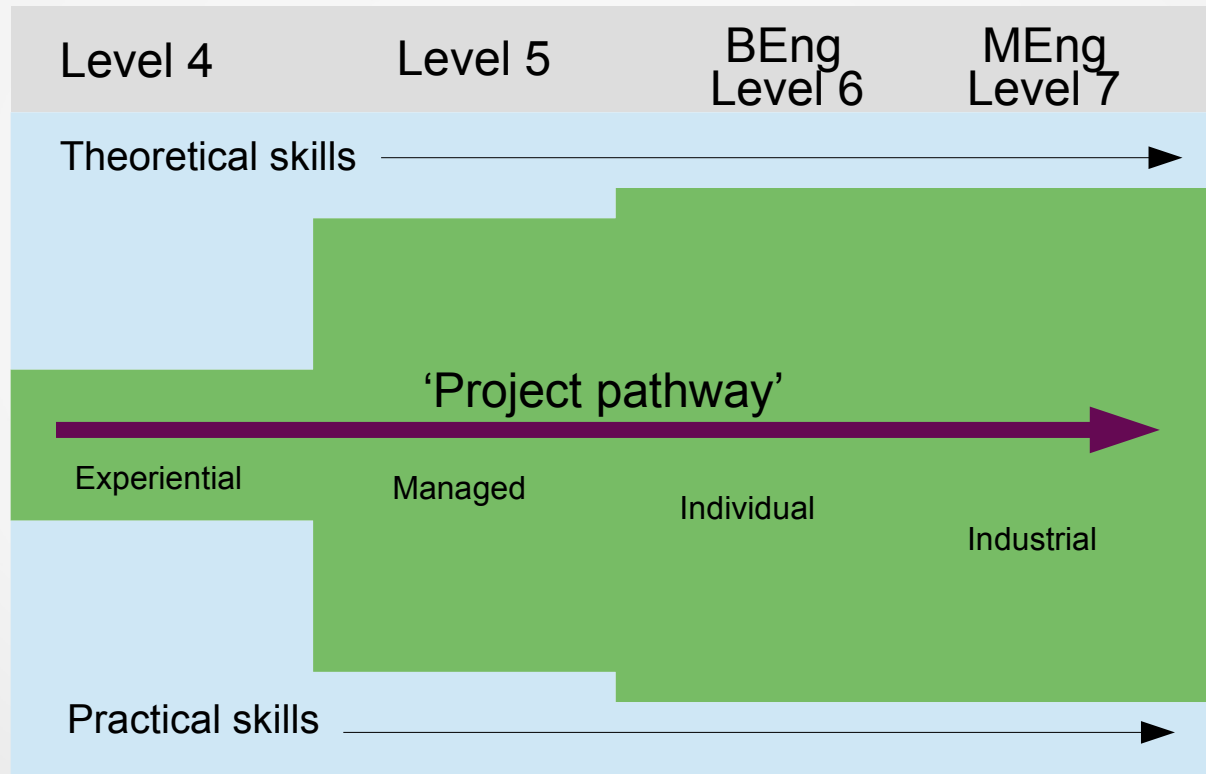 Level 4
Level 5
BEng
Level 6
MEng
Level 7
Theoretical skills
‘Project pathway’
Experiential
Managed
Individual
Industrial
Practical skills